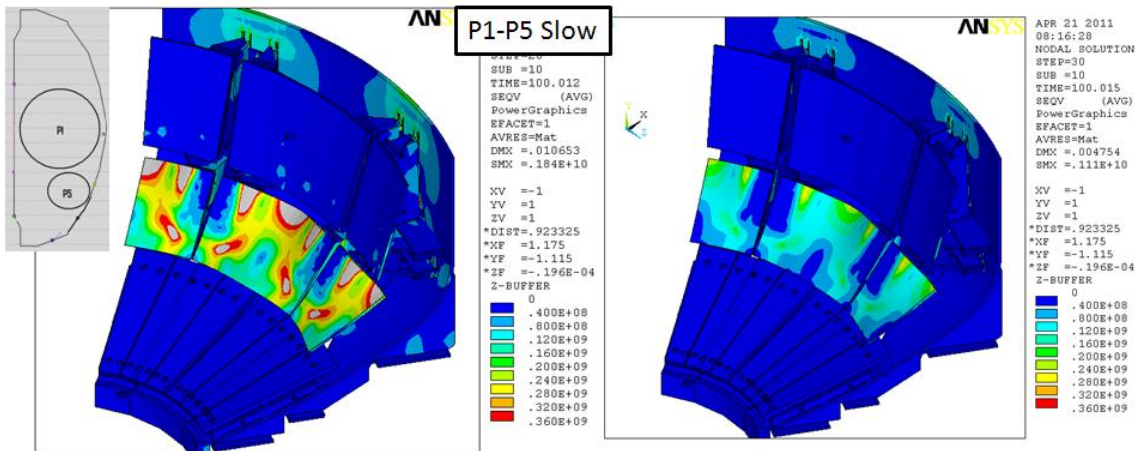 P1
P5
ANSYS
P1-P5 Slow
SUB =10
TIME=100.012
SEQV (AVG)
PowerGraphics
EFACET=1
AVRES=Mat
DMX =.010653
SMX =.184E+10
XV =-1
YV =1
ZV =1
*DIST=.923325
*XF =1.175
*YF =-1.115
*ZF =-.196E-04
Z-BUFFER
0
.400E+08
.800E+08
.120E+09
.160E+09
.200E+09
.240E+09
.280E+09
.320E+09
.360E+09
Y
X
Z
ANSYS
APR 21 2011
08:16:28
NODAL SOLUTION
STEP=30
SUB =10
TIME=100.015
SEQV (AVG)
PowerGraphics
EFACET=1
AVRES=Mat
DMX =.004754
SMX =.111E+10
XV =-1
YV =1
ZV =1
*DIST=.923325
*XF =1.175
*YF =-1.115
*ZF =-.196E-04
Z-BUFFER
0
.400E+08
.800E+08
.120E+09
.160E+09
.200E+09
.240E+09
.280E+09
.320E+09
.360E+09